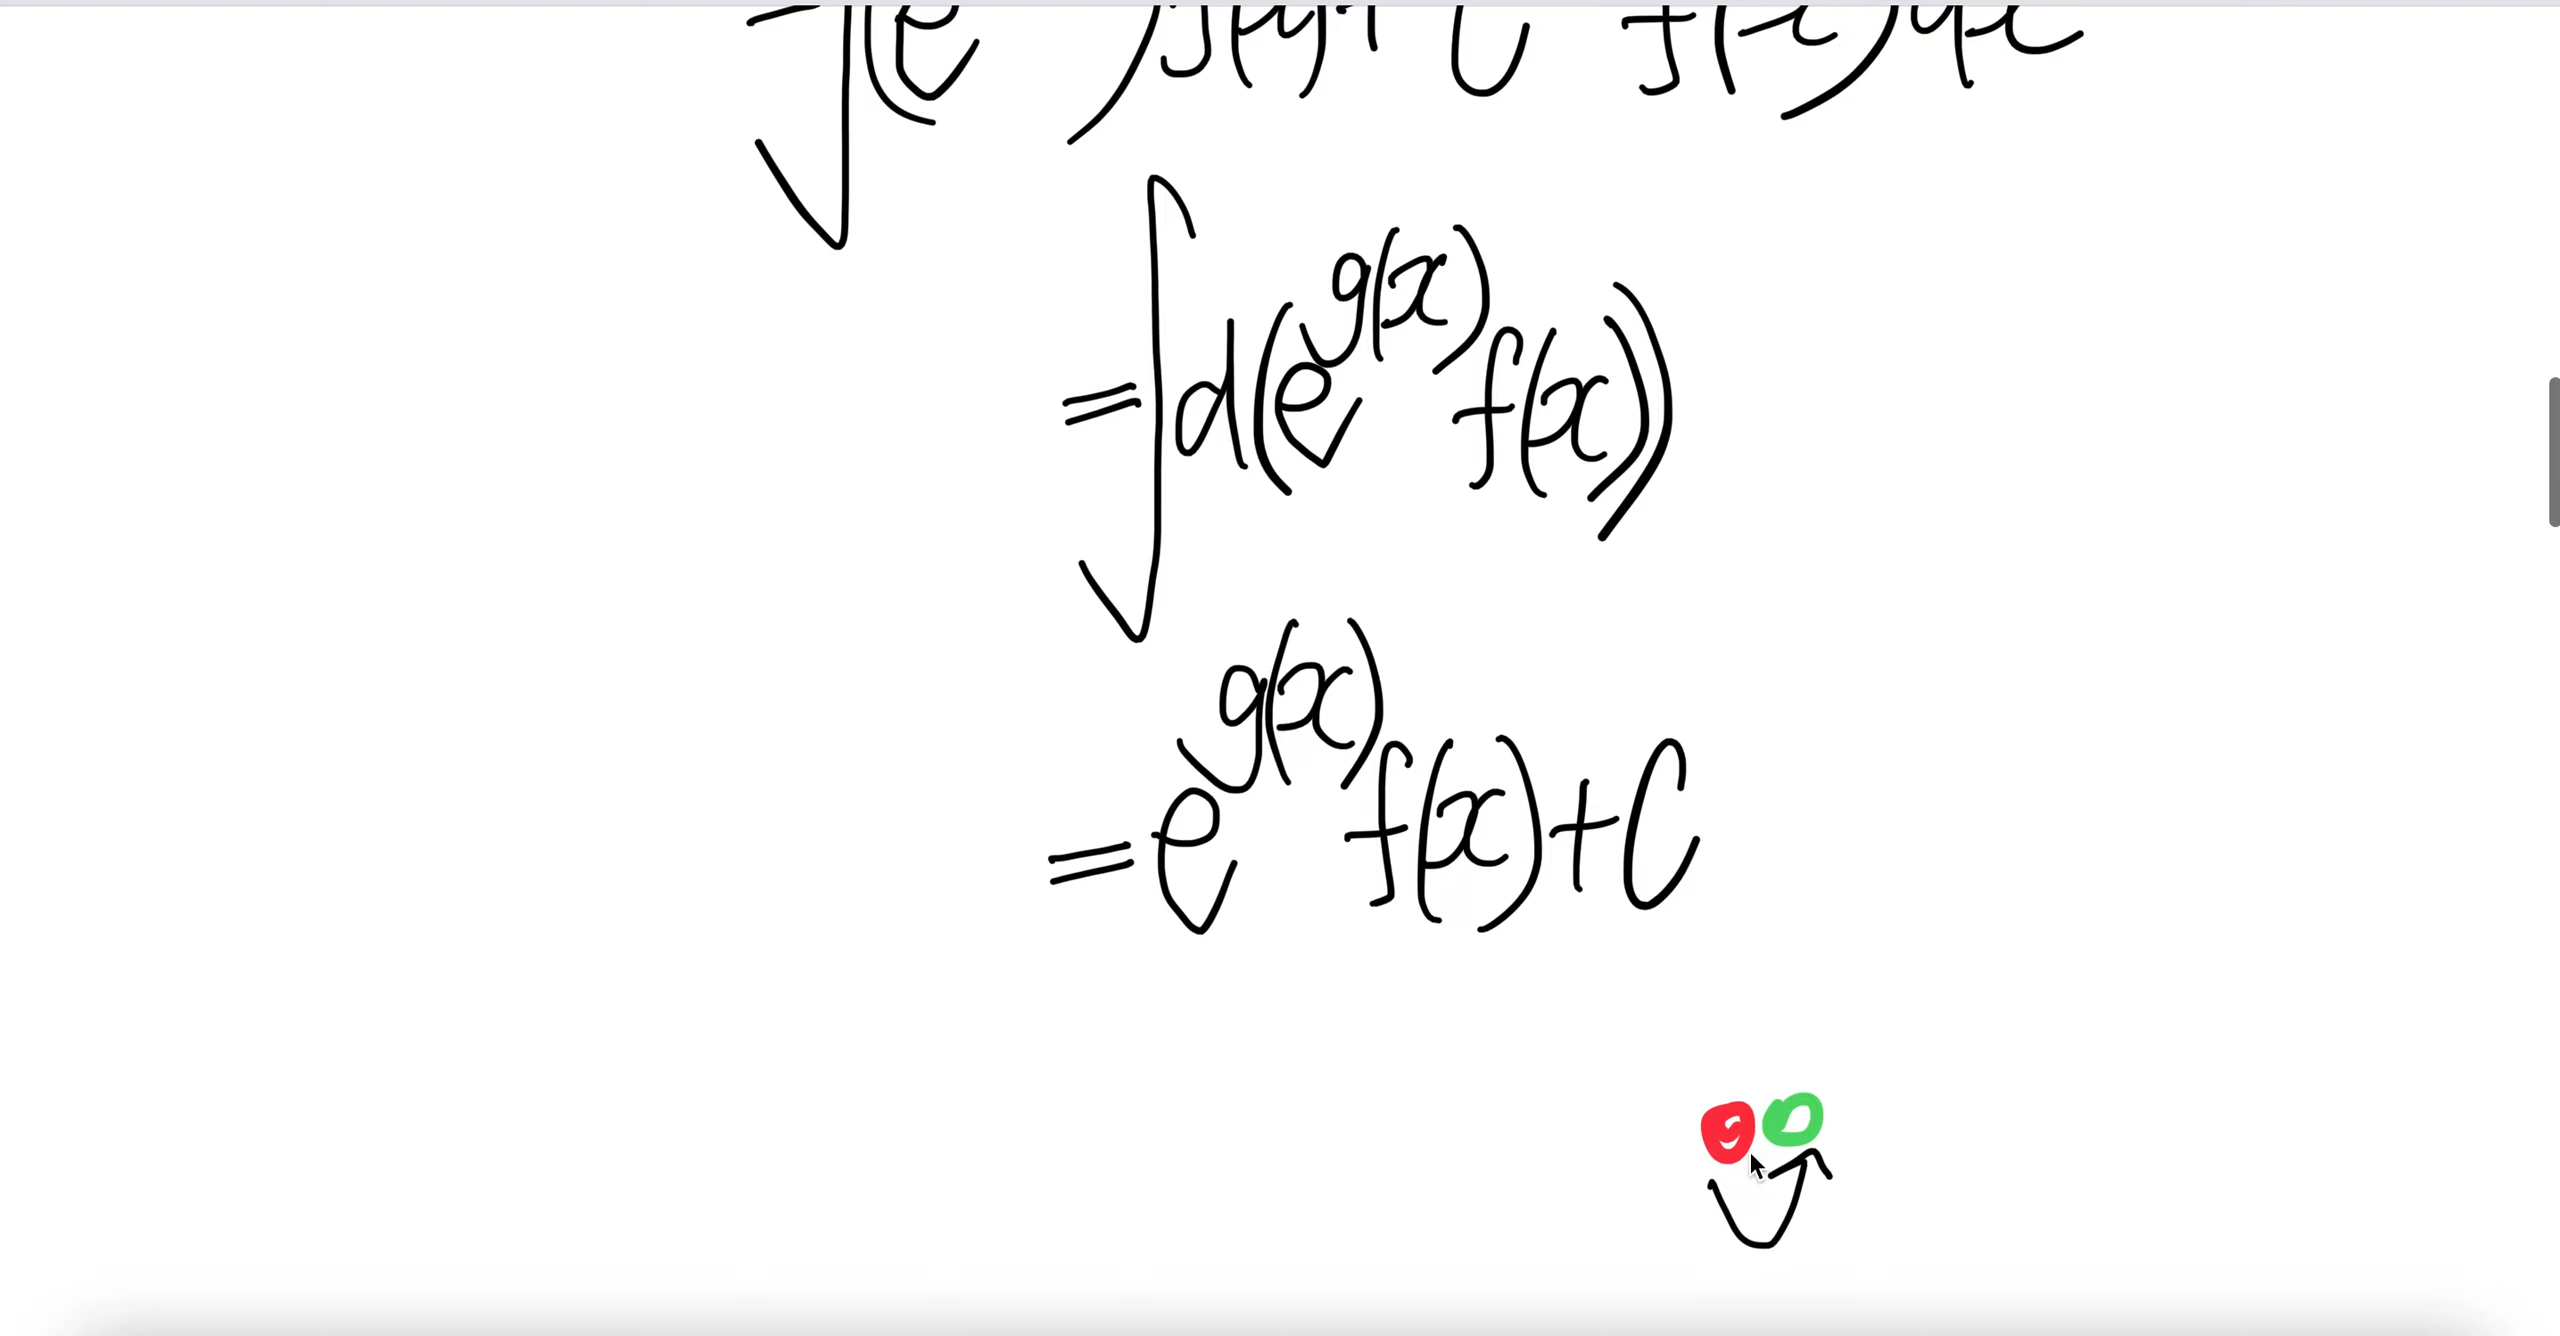 = ∫ d(e^{g(x)} f(x))
= e^{g(x)} f(x) + C